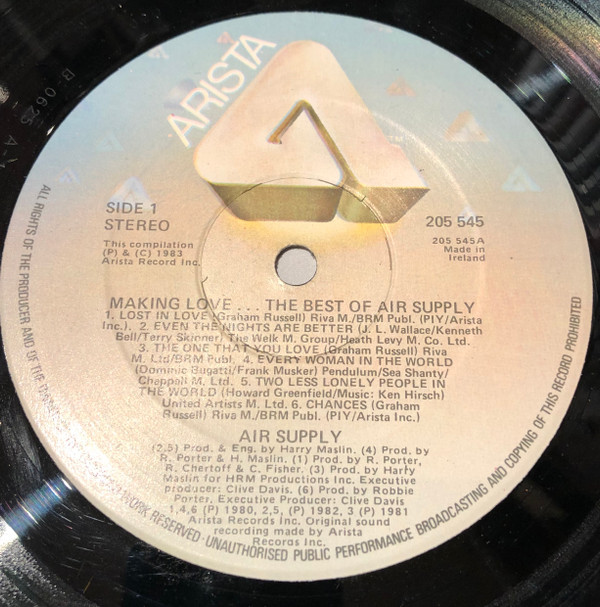 ARISTA
TM
SIDE 1
STEREO
205 545
This compilation
(P) & (C) 1983
Arista Record Inc.
205 545A
Made in
Ireland
MAKING LOVE... THE BEST OF AIR SUPPLY
1. LOST IN LOVE (Graham Russell) Riva M./BRM Publ. (PIY/Arista
Inc.). 2. EVEN THE NIGHTS ARE BETTER (J. L. Wallace/Kenneth
Bell/Terry Skinner) The Welk M. Group/Heath Levy M. Co. Ltd.
3. THE ONE THAT YOU LOVE (Graham Russell) Riva
M. Ltd/BRM Publ. 4. EVERY WOMAN IN THE WORLD
(Dominic Bugatti/Frank Musker) Pendulum/Sea Shanty/
Chappell M. Ltd. 5. TWO LESS LONELY PEOPLE IN
THE WORLD (Howard Greenfield/Music: Ken Hirsch)
United Artists M. Ltd. 6. CHANCES (Graham
Russell) Riva M./BRM Publ. (PIY/Arista Inc.)
AIR SUPPLY
(2,5) Prod. & Eng. by Harry Maslin. (4) Prod. by
R. Porter & H. Maslin. (1) Prod. by R. Porter,
R. Chertoff & C. Fisher. (3) Prod. by Harry
Maslin for HRM Productions Inc. Executive
producer: Clive Davis. (6) Prod. by Robbie
Porter, Executive Producer: Clive Davis
1,4,6 (P) 1980, 2,5, (P) 1982, 3 (P) 1981
Arista Records Inc. Original sound
recording made by Arista
Records Inc.
ALL RIGHTS OF THE PRODUCER AND OF THE WORK RESERVED · UNAUTHORISED PUBLIC PERFORMANCE BROADCASTING AND COPYING OF THIS RECORD PROHIBITED